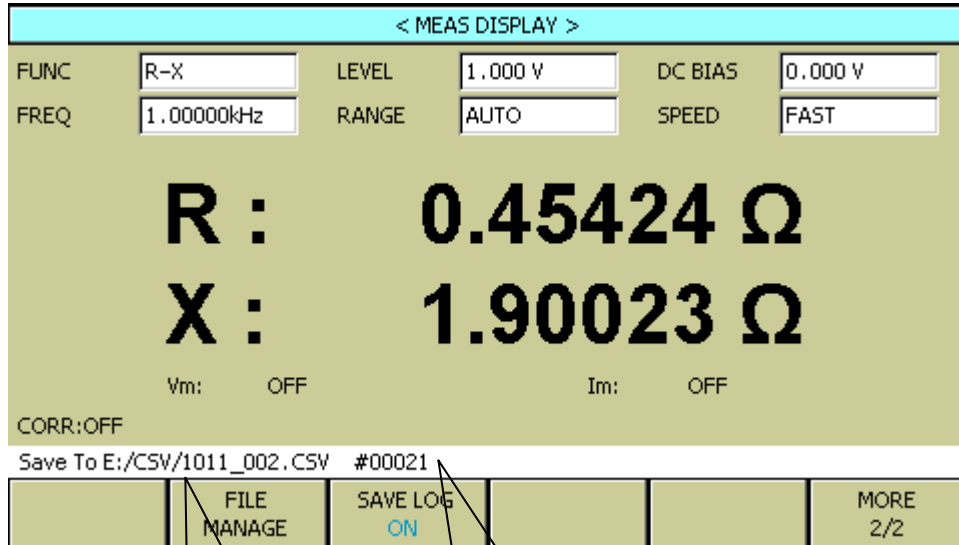 < MEAS DISPLAY >
FUNC R-X LEVEL 1.000 V DC BIAS 0.000 V
FREQ 1.00000kHz RANGE AUTO SPEED FAST
R : 0.45424 Ω
X : 1.90023 Ω
Vm: OFF Im: OFF
CORR:OFF
Save To E:/CSV/1011_002.CSV #00021
FILE MANAGE SAVE LOG ON MORE 2/2